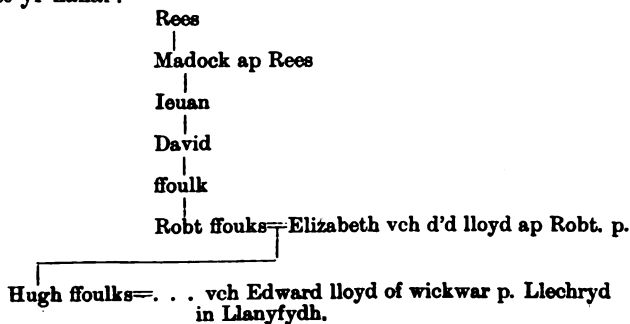 Rees
Madock ap Rees
Ieuan
David
ffoulk
Robt ffouks=Elizabeth vch d'd lloyd ap Robt. p.
Hugh ffoulks=. . . vch Edward lloyd of wickwar p. Llechryd
in Llanyfydh.